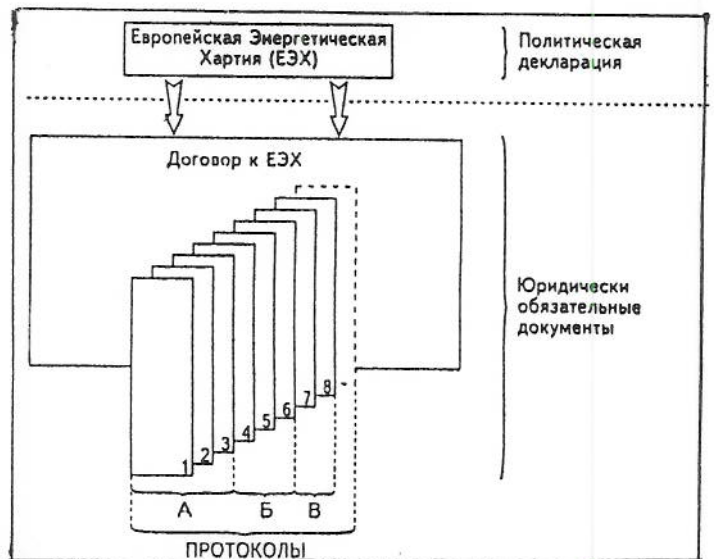 Европейская Энергетическая
Хартия (ЕЭХ)
Политическая
декларация
Договор к ЕЭХ
Юридически
обязательные
документы
1
2
3
4
5
6
7
8
А
Б
В
ПРОТОКОЛЫ